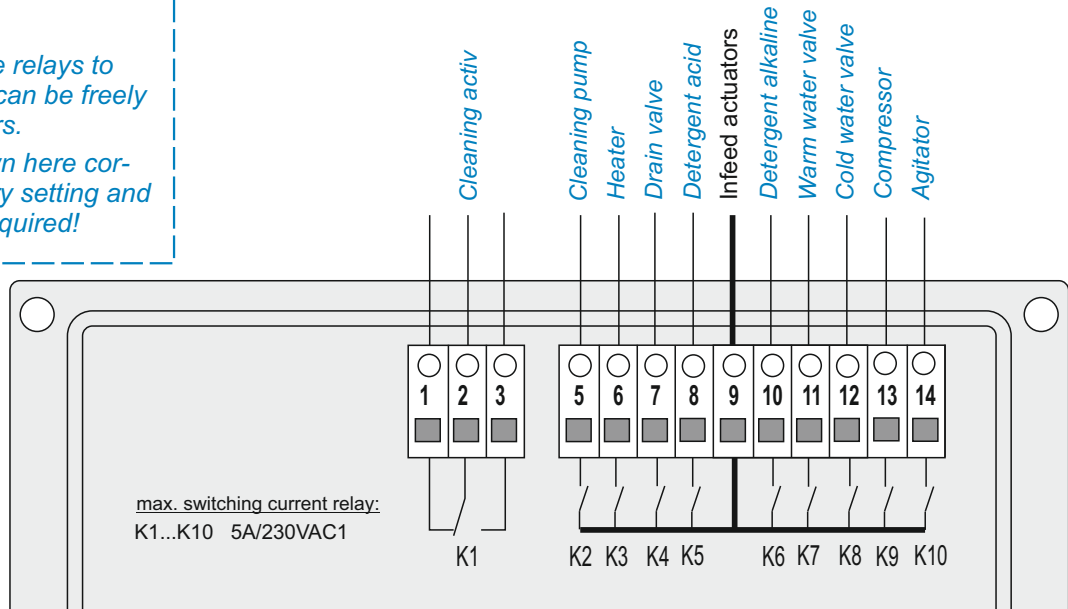 e relays to
can be freely
rs.
n here cor-
y setting and
quired!
Cleaning activ
Cleaning pump
Heater
Drain valve
Detergent acid
Infeed actuators
Detergent alkaline
Warm water valve
Cold water valve
Compressor
Agitator
1 2 3 5 6 7 8 9 10 11 12 13 14
max. switching current relay:
K1...K10 5A/230VAC1
K1 K2 K3 K4 K5 K6 K7 K8 K9 K10